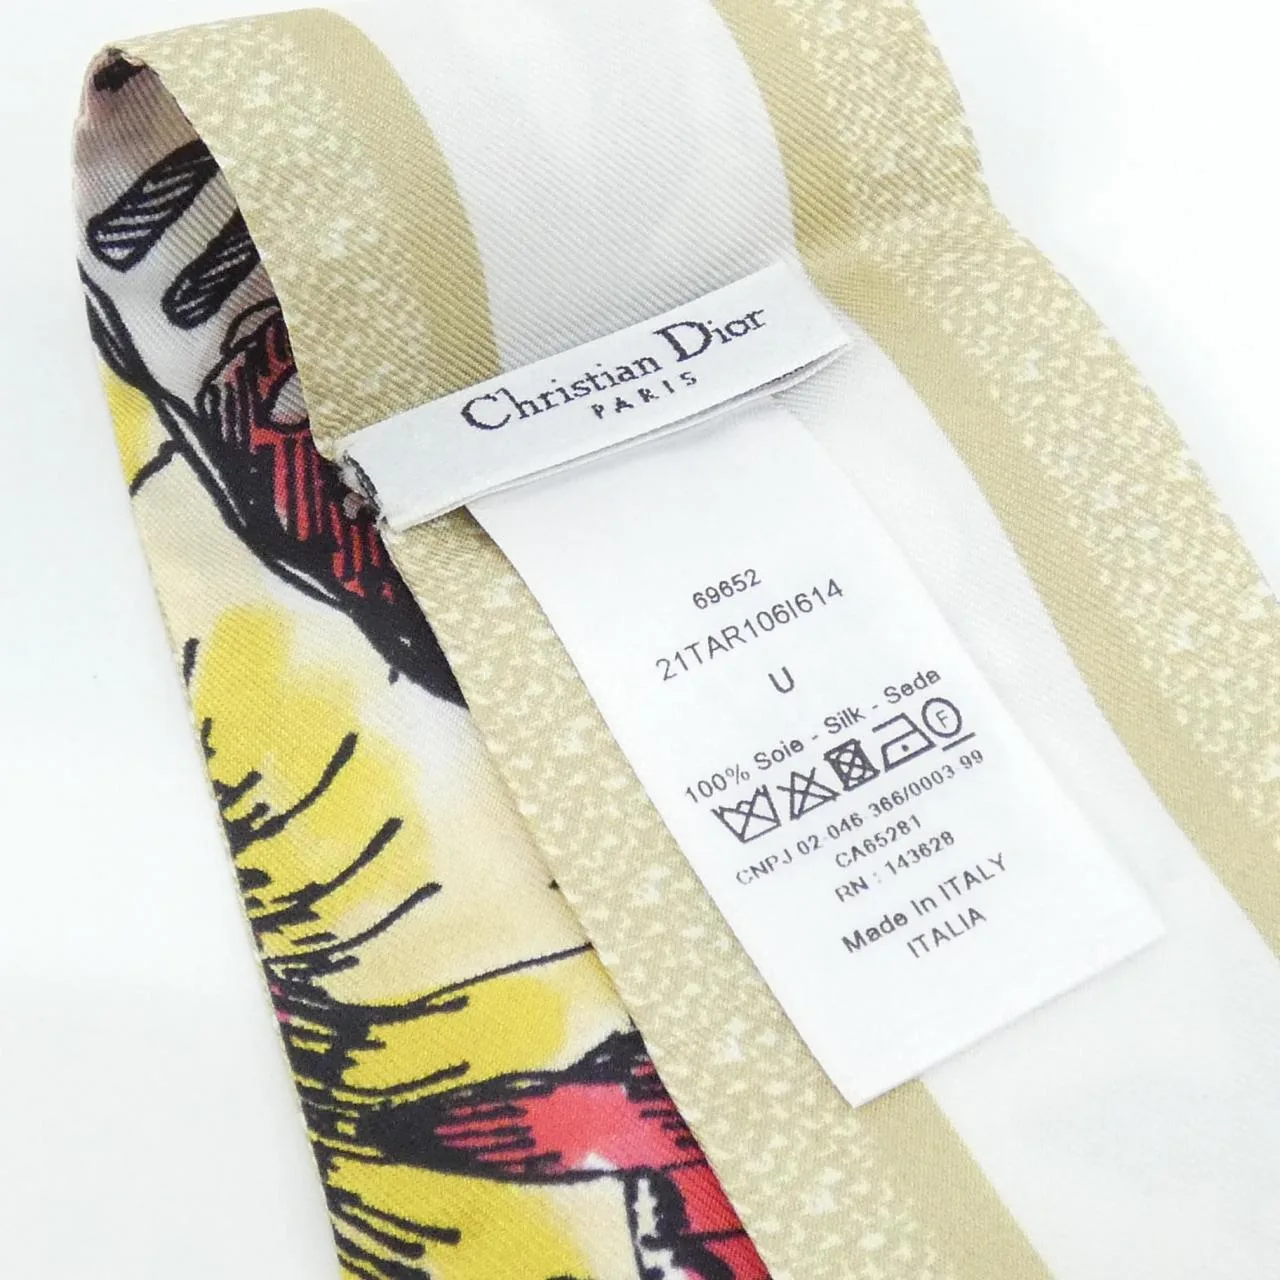 Christian Dior
PARIS
69652
21TAR106I614
U
100% Soie - Silk - Seda
F
CNPJ 02-046 366/0003 99
CA65281
RN : 143628
Made In ITALY
ITALIA